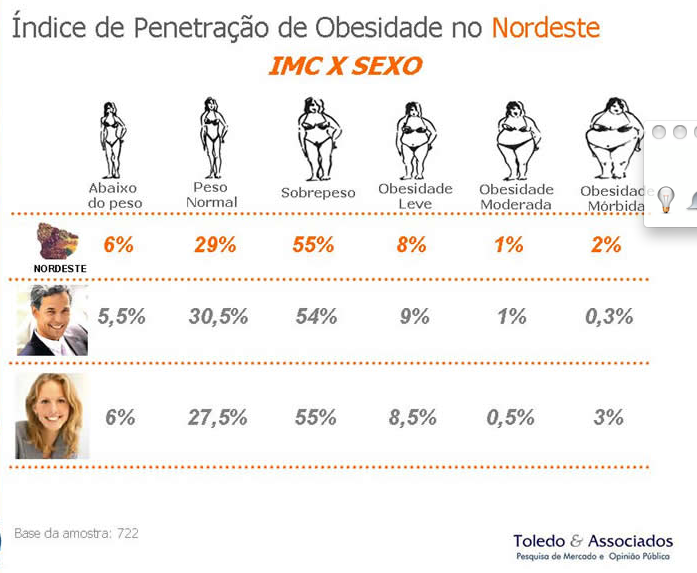 Índice de Penetração de Obesidade no Nordeste
IMC X SEXO
Abaixo do peso
Peso Normal
Sobrepeso
Obesidade Leve
Obesidade Moderada
Obesidade Mórbida
NORDESTE
6% 29% 55% 8% 1% 2%
5,5% 30,5% 54% 9% 1% 0,3%
6% 27,5% 55% 8,5% 0,5% 3%
Base da amostra: 722
Toledo & Associados
Pesquisa de Mercado e Opinião Pública